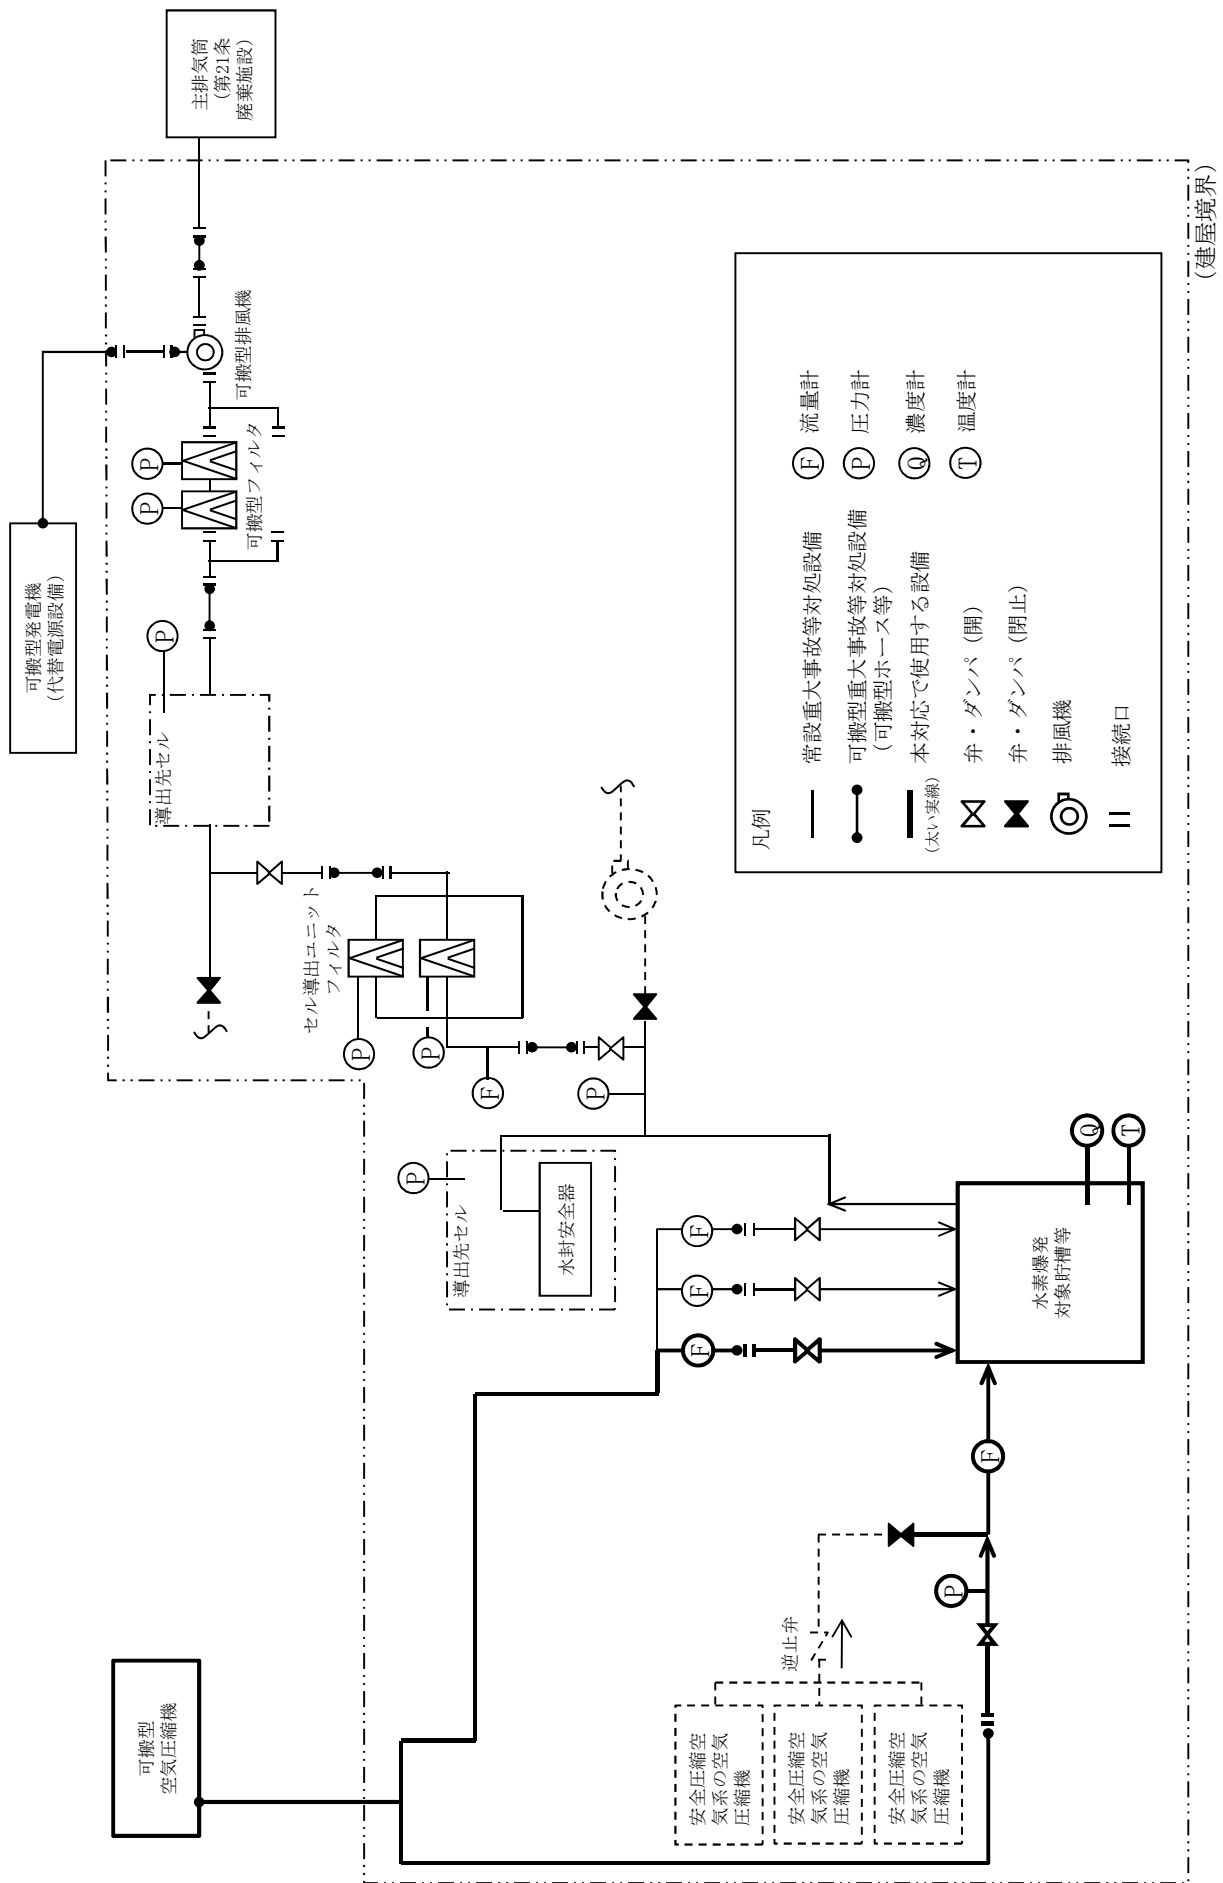 主排気筒
（第21条
廃棄施設）
（建屋境界）
可搬型排風機
可搬型フィルタ
P
P
可搬型発電機
（代替電源設備）
P
導出先セル
セル導出ユニット
フィルタ
P
P
F
P
P
導出先セル
水封安全器
F
F
F
Q
T
水素爆発
対象貯槽等
F
P
逆止弁
安全圧縮空
気系の空気
圧縮機
安全圧縮空
気系の空気
圧縮機
安全圧縮空
気系の空気
圧縮機
可搬型
空気圧縮機
凡例
常設重大事故等対処設備
可搬型重大事故等対処設備
（可搬型ホース等）
本対応で使用する設備
（太い実線）
弁・ダンパ（開）
弁・ダンパ（閉止）
排風機
接続口
F 流量計
P 圧力計
Q 濃度計
T 温度計